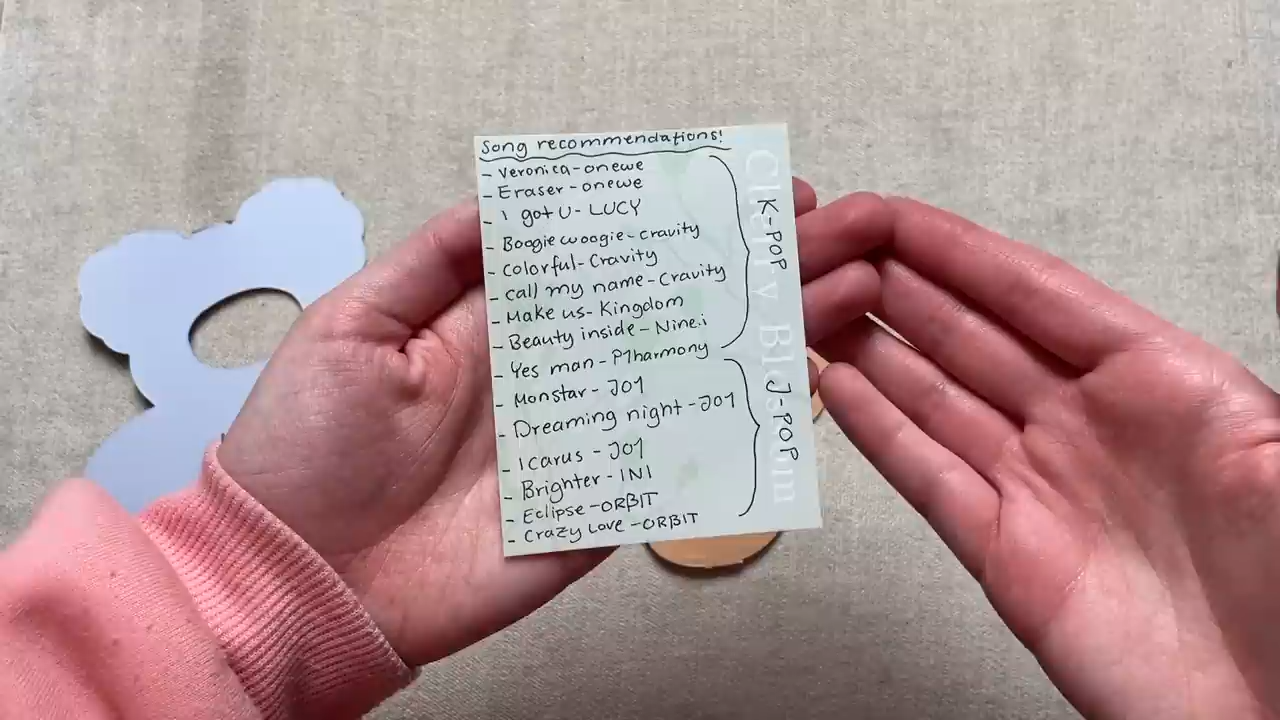 Song recommendations!
- Veronica - onewe
- Eraser - onewe
- I got U - LUCY
- Boogie woogie - cravity
- Colorful - Cravity
- call my name - Cravity
- Make us - Kingdom
- Beauty inside - Nine.i
- Yes man - P1harmony
- Monstar - JO1
- Dreaming night - JO1
- Icarus - JO1
- Brighter - INI
- Eclipse - ORBIT
- Crazy Love - ORBIT
K-POP
J-POP
Cherry Blossom